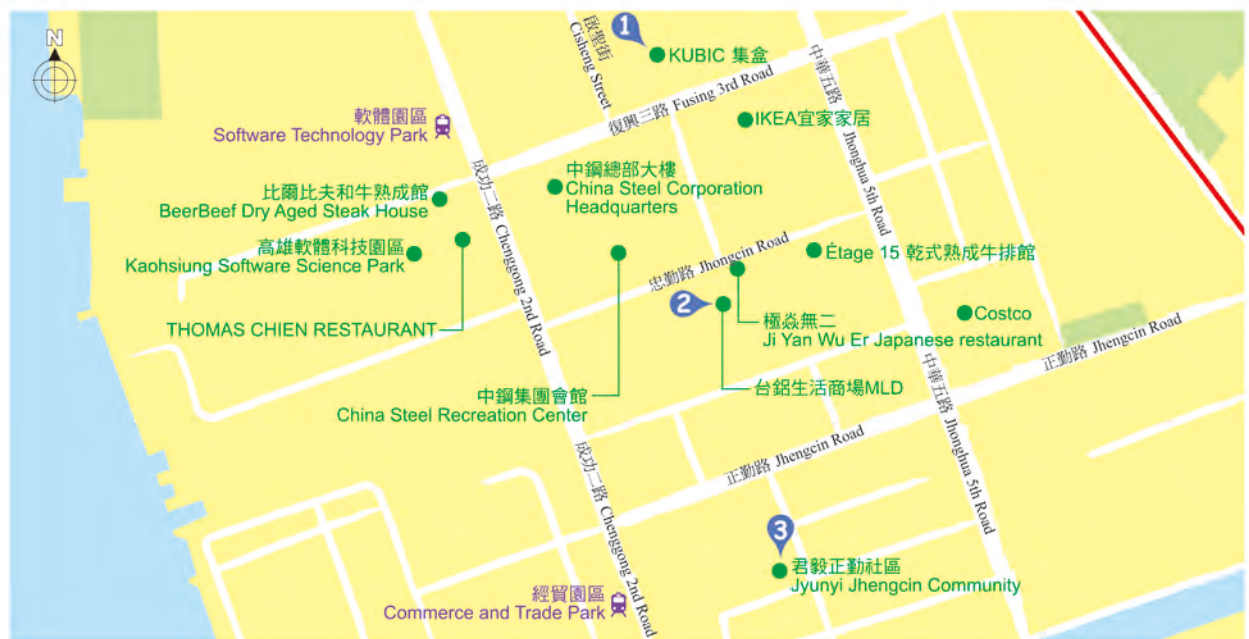 N
啟聖街
Cisheng Street
1
KUBIC 集盒
中華五路 Jhonghua 5th Road
復興三路 Fusing 3rd Road
IKEA宜家家居
軟體園區
Software Technology Park
成功二路 Chenggong 2nd Road
中鋼總部大樓
China Steel Corporation
Headquarters
比爾比夫和牛熟成館
BeerBeef Dry Aged Steak House
高雄軟體科技園區
Kaohsiung Software Science Park
忠勤路 Jhongcin Road
Étage 15 乾式熟成牛排館
2
THOMAS CHIEN RESTAURANT
極焱無二
Ji Yan Wu Er Japanese restaurant
Costco
正勤路 Jhengcin Road
中華五路 Jhonghua 5th Road
台鋁生活商場MLD
中鋼集團會館
China Steel Recreation Center
成功二路 Chenggong 2nd Road
正勤路 Jhengcin Road
3
君毅正勤社區
Jyunyi Jhengcin Community
經貿園區
Commerce and Trade Park